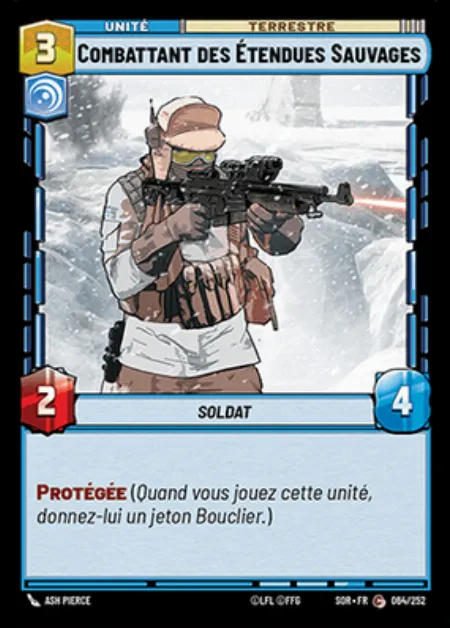 UNITÉ
TERRESTRE
3
COMBATTANT DES ÉTENDUES SAUVAGES
2
SOLDAT
4
PROTÉGÉE (Quand vous jouez cette unité,
donnez-lui un jeton Bouclier.)
ASH PIERCE
©LFL ©FFG
SOR • FR
C
064/252